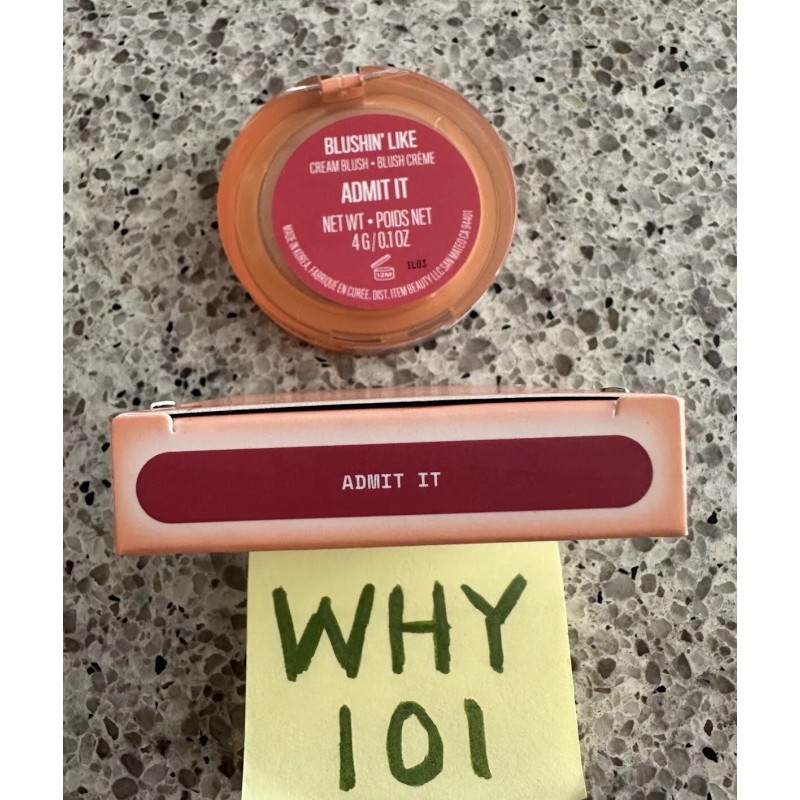 BLUSHIN' LIKE
CREAM BLUSH • BLUSH CRÈME
ADMIT IT
NET WT • POIDS NET
4 G / 0.1 OZ
12M
1L03
MADE IN KOREA. FABRIQUÉ EN CORÉE. DIST. ITEM BEAUTY LLC SAN MATEO CA 94401
ADMIT IT
WHY
101